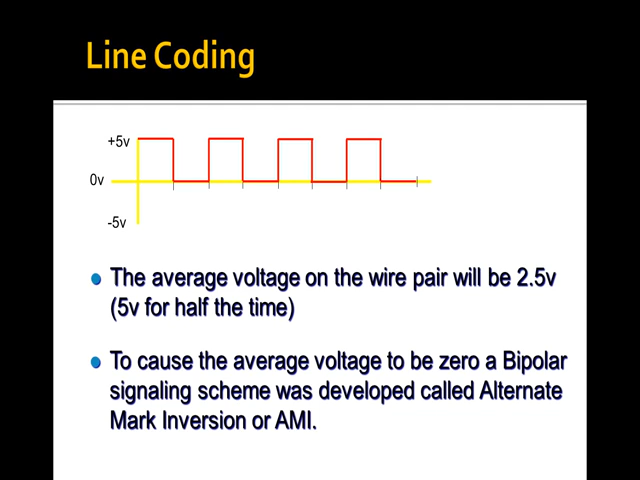 Line Coding
+5v
0v
-5v
The average voltage on the wire pair will be 2.5v
(5v for half the time)
To cause the average voltage to be zero a Bipolar
signaling scheme was developed called Alternate
Mark Inversion or AMI.